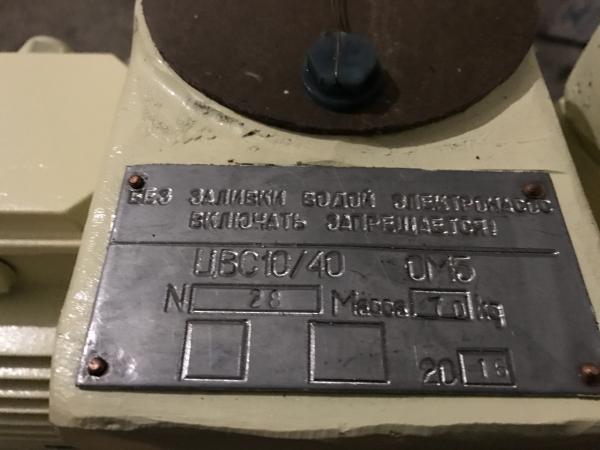 БЕЗ ЗАЛИВКИ ВОДОЙ ЭЛЕКТРОНАСОС
ВКЛЮЧАТЬ ЗАПРЕЩАЕТСЯ!
ЦВС10/40 ОМ5
N 28 Масса 70 kg
20 15